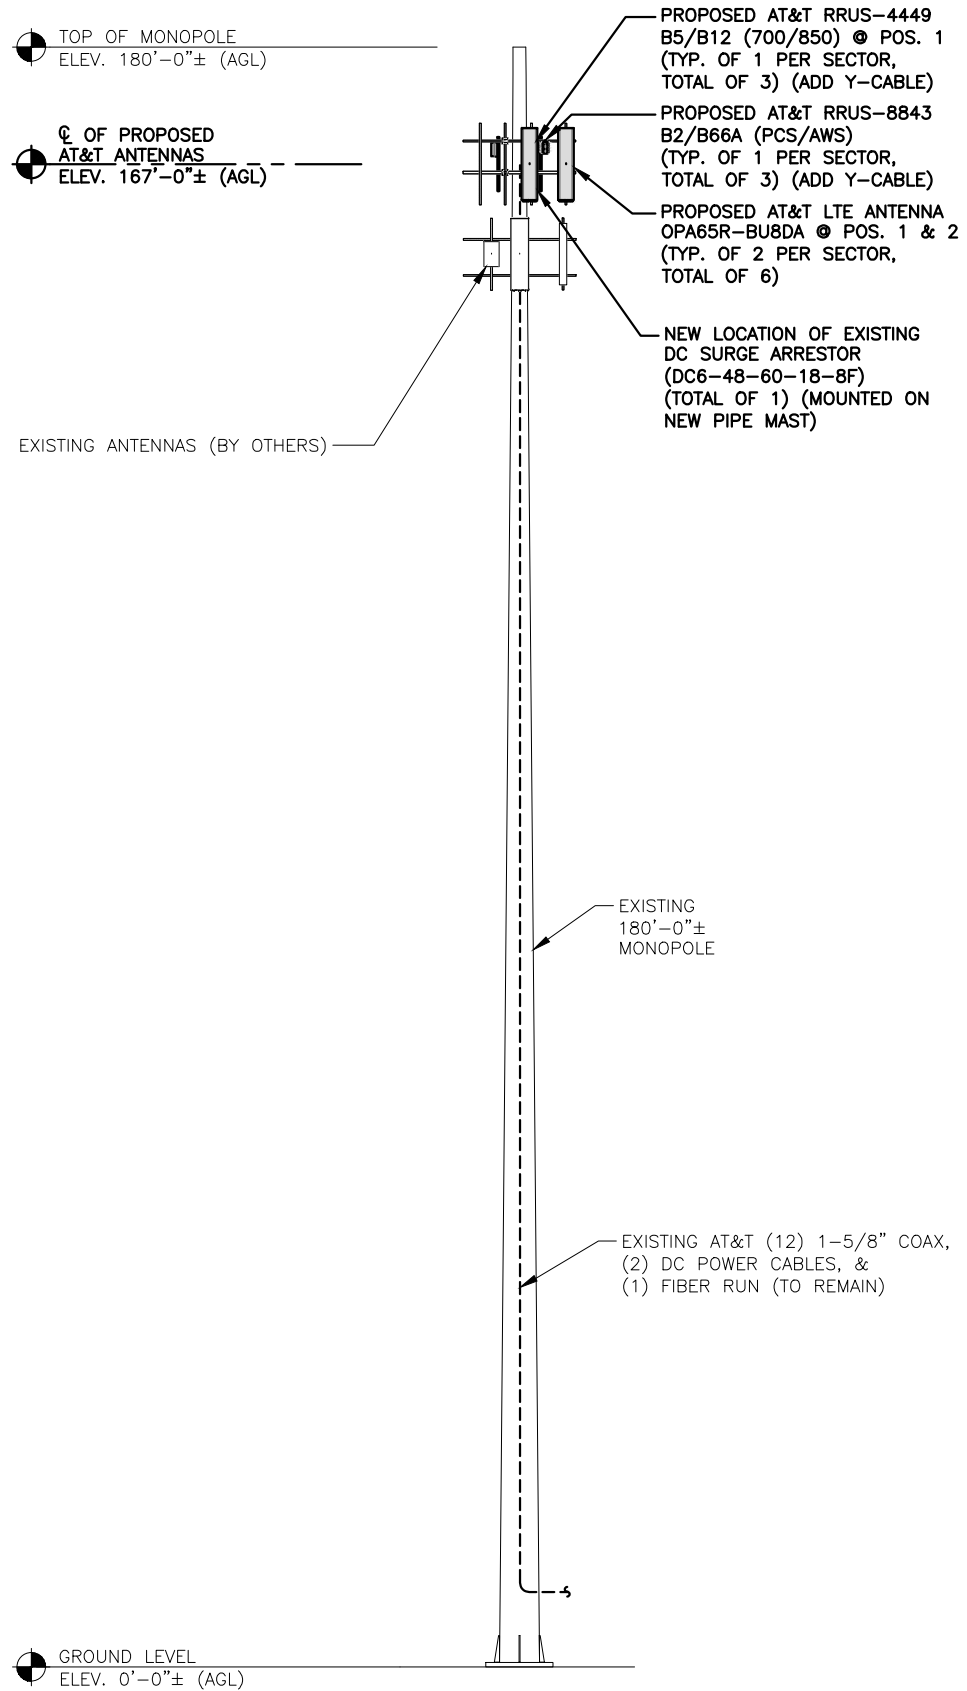 TOP OF MONOPOLE
ELEV. 180'-0"± (AGL)
℄ OF PROPOSED
AT&T ANTENNAS
ELEV. 167'-0"± (AGL)
PROPOSED AT&T RRUS-4449
B5/B12 (700/850) @ POS. 1
(TYP. OF 1 PER SECTOR,
TOTAL OF 3) (ADD Y-CABLE)
PROPOSED AT&T RRUS-8843
B2/B66A (PCS/AWS)
(TYP. OF 1 PER SECTOR,
TOTAL OF 3) (ADD Y-CABLE)
PROPOSED AT&T LTE ANTENNA
OPA65R-BU8DA @ POS. 1 & 2
(TYP. OF 2 PER SECTOR,
TOTAL OF 6)
NEW LOCATION OF EXISTING
DC SURGE ARRESTOR
(DC6-48-60-18-8F)
(TOTAL OF 1) (MOUNTED ON
NEW PIPE MAST)
EXISTING ANTENNAS (BY OTHERS)
EXISTING
180'-0"±
MONOPOLE
EXISTING AT&T (12) 1-5/8" COAX,
(2) DC POWER CABLES, &
(1) FIBER RUN (TO REMAIN)
GROUND LEVEL
ELEV. 0'-0"± (AGL)